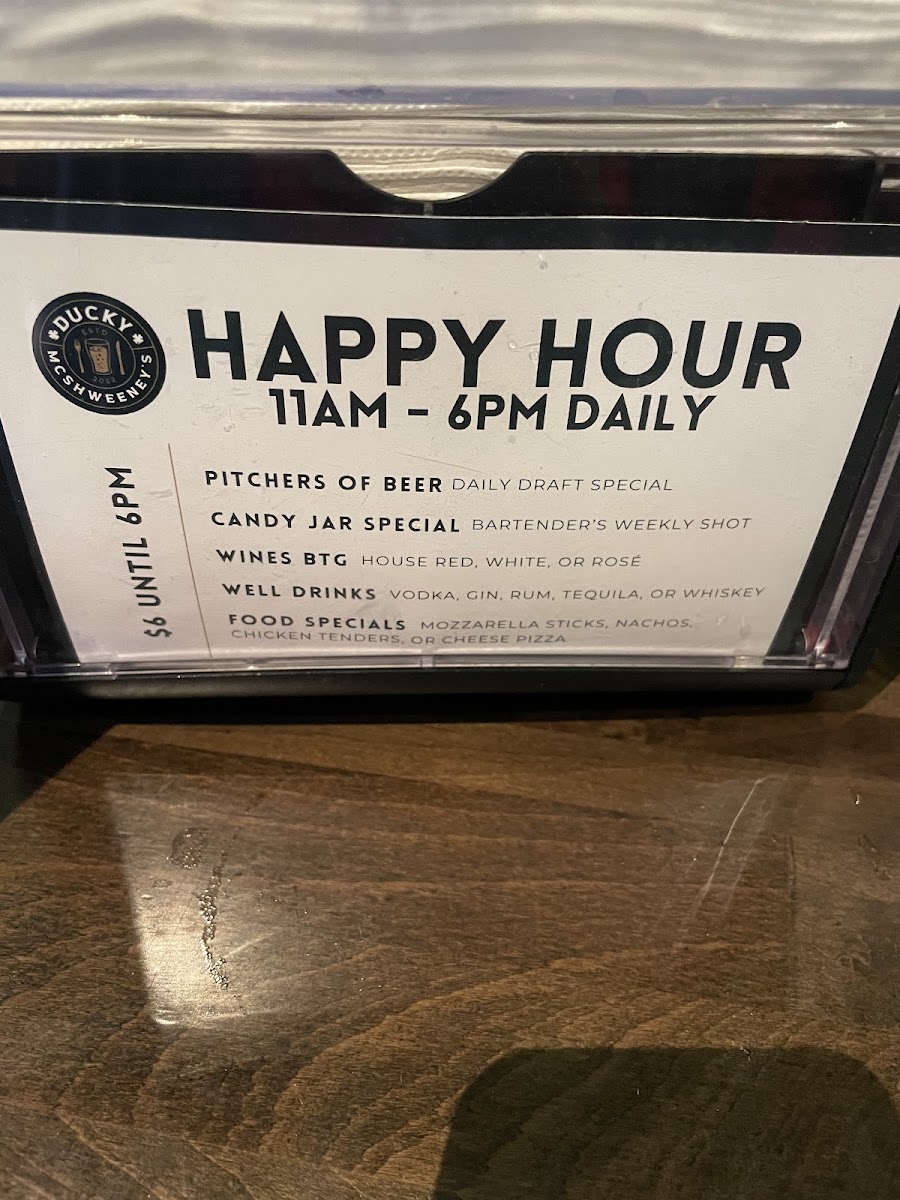 DUCKY
ESTD
2022
MCSHWEENEY'S
HAPPY HOUR
11AM - 6PM DAILY
$6 UNTIL 6PM
PITCHERS OF BEER DAILY DRAFT SPECIAL
CANDY JAR SPECIAL BARTENDER'S WEEKLY SHOT
WINES BTG HOUSE RED, WHITE, OR ROSÉ
WELL DRINKS VODKA, GIN, RUM, TEQUILA, OR WHISKEY
FOOD SPECIALS MOZZARELLA STICKS, NACHOS,
CHICKEN TENDERS, OR CHEESE PIZZA